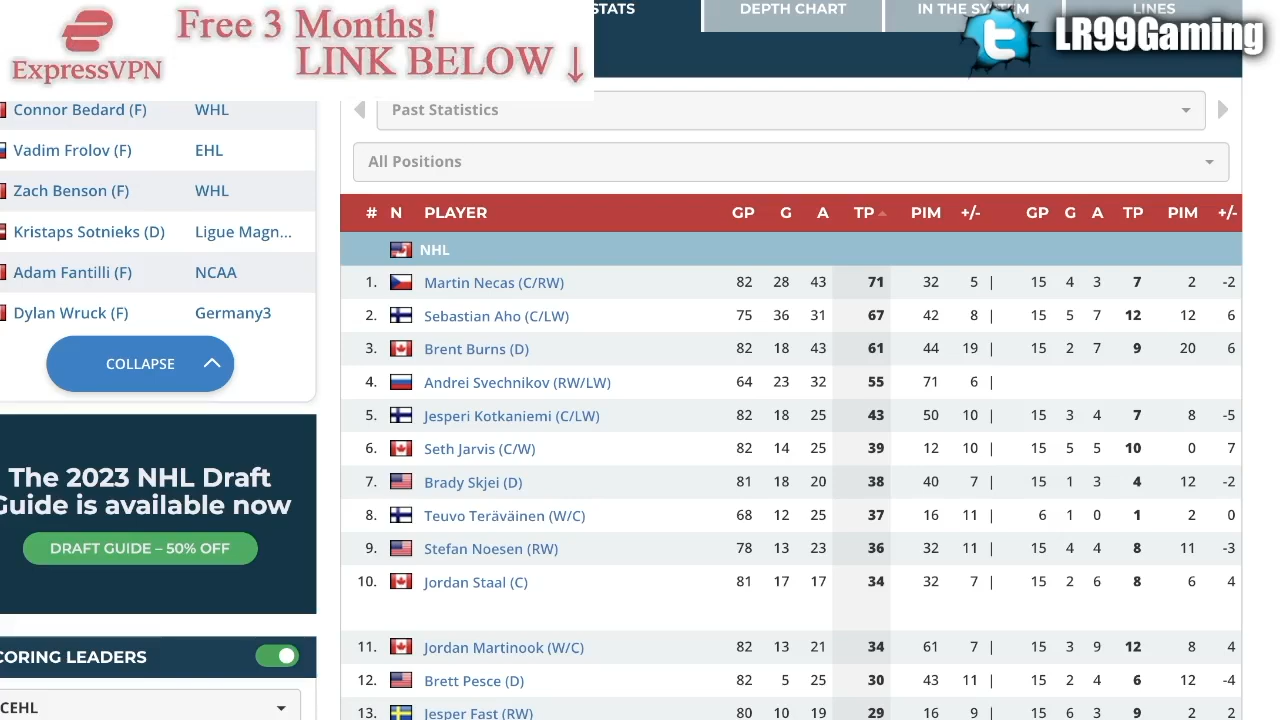 STATS
DEPTH CHART
IN THE SYSTEM
LINES
LR99Gaming
ExpressVPN
Free 3 Months!
LINK BELOW ↓
Connor Bedard (F) WHL
Vadim Frolov (F) EHL
Zach Benson (F) WHL
Kristaps Sotnieks (D) Ligue Magn...
Adam Fantilli (F) NCAA
Dylan Wruck (F) Germany3
COLLAPSE
The 2023 NHL Draft
Guide is available now
DRAFT GUIDE – 50% OFF
CORING LEADERS
CEHL
Past Statistics
All Positions
# N PLAYER GP G A TP PIM +/- GP G A TP PIM +/-
NHL
1. Martin Necas (C/RW) 82 28 43 71 32 5 | 15 4 3 7 2 -2
2. Sebastian Aho (C/LW) 75 36 31 67 42 8 | 15 5 7 12 12 6
3. Brent Burns (D) 82 18 43 61 44 19 | 15 2 7 9 20 6
4. Andrei Svechnikov (RW/LW) 64 23 32 55 71 6 |
5. Jesperi Kotkaniemi (C/LW) 82 18 25 43 50 10 | 15 3 4 7 8 -5
6. Seth Jarvis (C/W) 82 14 25 39 12 10 | 15 5 5 10 0 7
7. Brady Skjei (D) 81 18 20 38 40 7 | 15 1 3 4 12 -2
8. Teuvo Teräväinen (W/C) 68 12 25 37 16 11 | 6 1 0 1 2 0
9. Stefan Noesen (RW) 78 13 23 36 32 11 | 15 4 4 8 11 -3
10. Jordan Staal (C) 81 17 17 34 32 7 | 15 2 6 8 6 4
11. Jordan Martinook (W/C) 82 13 21 34 61 7 | 15 3 9 12 8 4
12. Brett Pesce (D) 82 5 25 30 43 11 | 15 2 4 6 12 -4
13. Jesper Fast (RW) 80 10 19 29 16 9 | 15 6 3 9 2 2